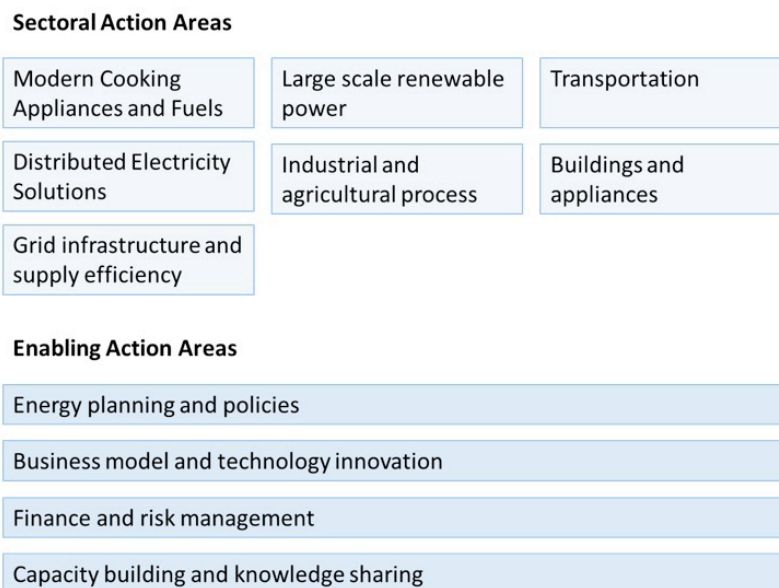 Sectoral Action Areas
Modern Cooking
Appliances and Fuels
Large scale renewable
power
Transportation
Distributed Electricity
Solutions
Industrial and
agricultural process
Buildings and
appliances
Grid infrastructure and
supply efficiency
Enabling Action Areas
Energy planning and policies
Business model and technology innovation
Finance and risk management
Capacity building and knowledge sharing